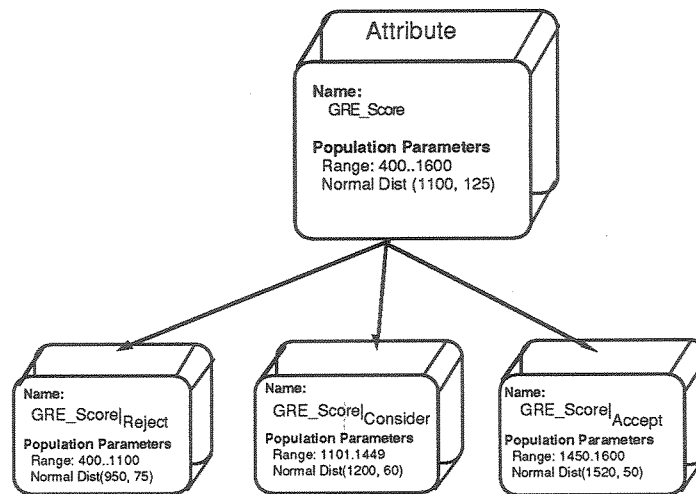 Attribute
Name:
GRE_Score
Population Parameters
Range: 400..1600
Normal Dist (1100, 125)
Name:
GRE_Score|Reject
Population Parameters
Range: 400..1100
Normal Dist(950, 75)
Name:
GRE_Score|Consider
Population Parameters
Range: 1101.1449
Normal Dist(1200, 60)
Name:
GRE_Score|Accept
Population Parameters
Range: 1450.1600
Normal Dist(1520, 50)